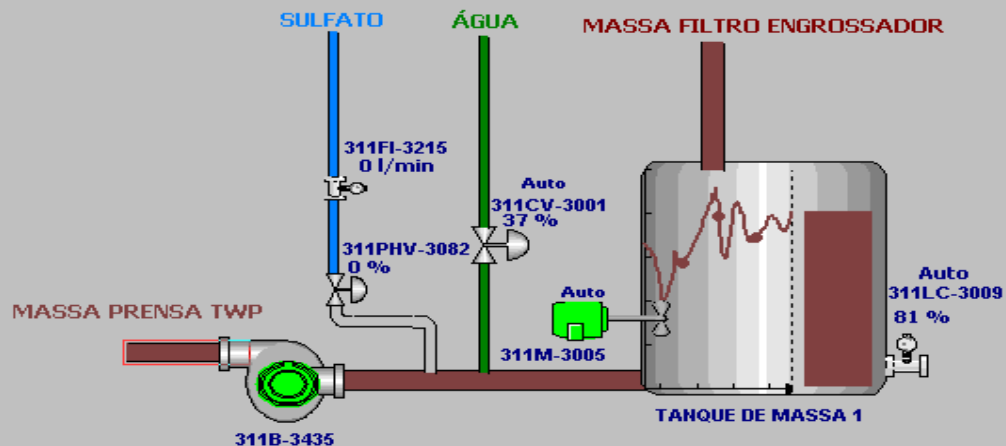 SULFATO
ÁGUA
MASSA FILTRO ENGROSSADOR
311FI-3215
0 l/min
Auto
311CV-3001
37 %
311PHV-3082
0 %
Auto
311LC-3009
81 %
Auto
311M-3005
MASSA PRENSA TWP
TANQUE DE MASSA 1
311B-3435